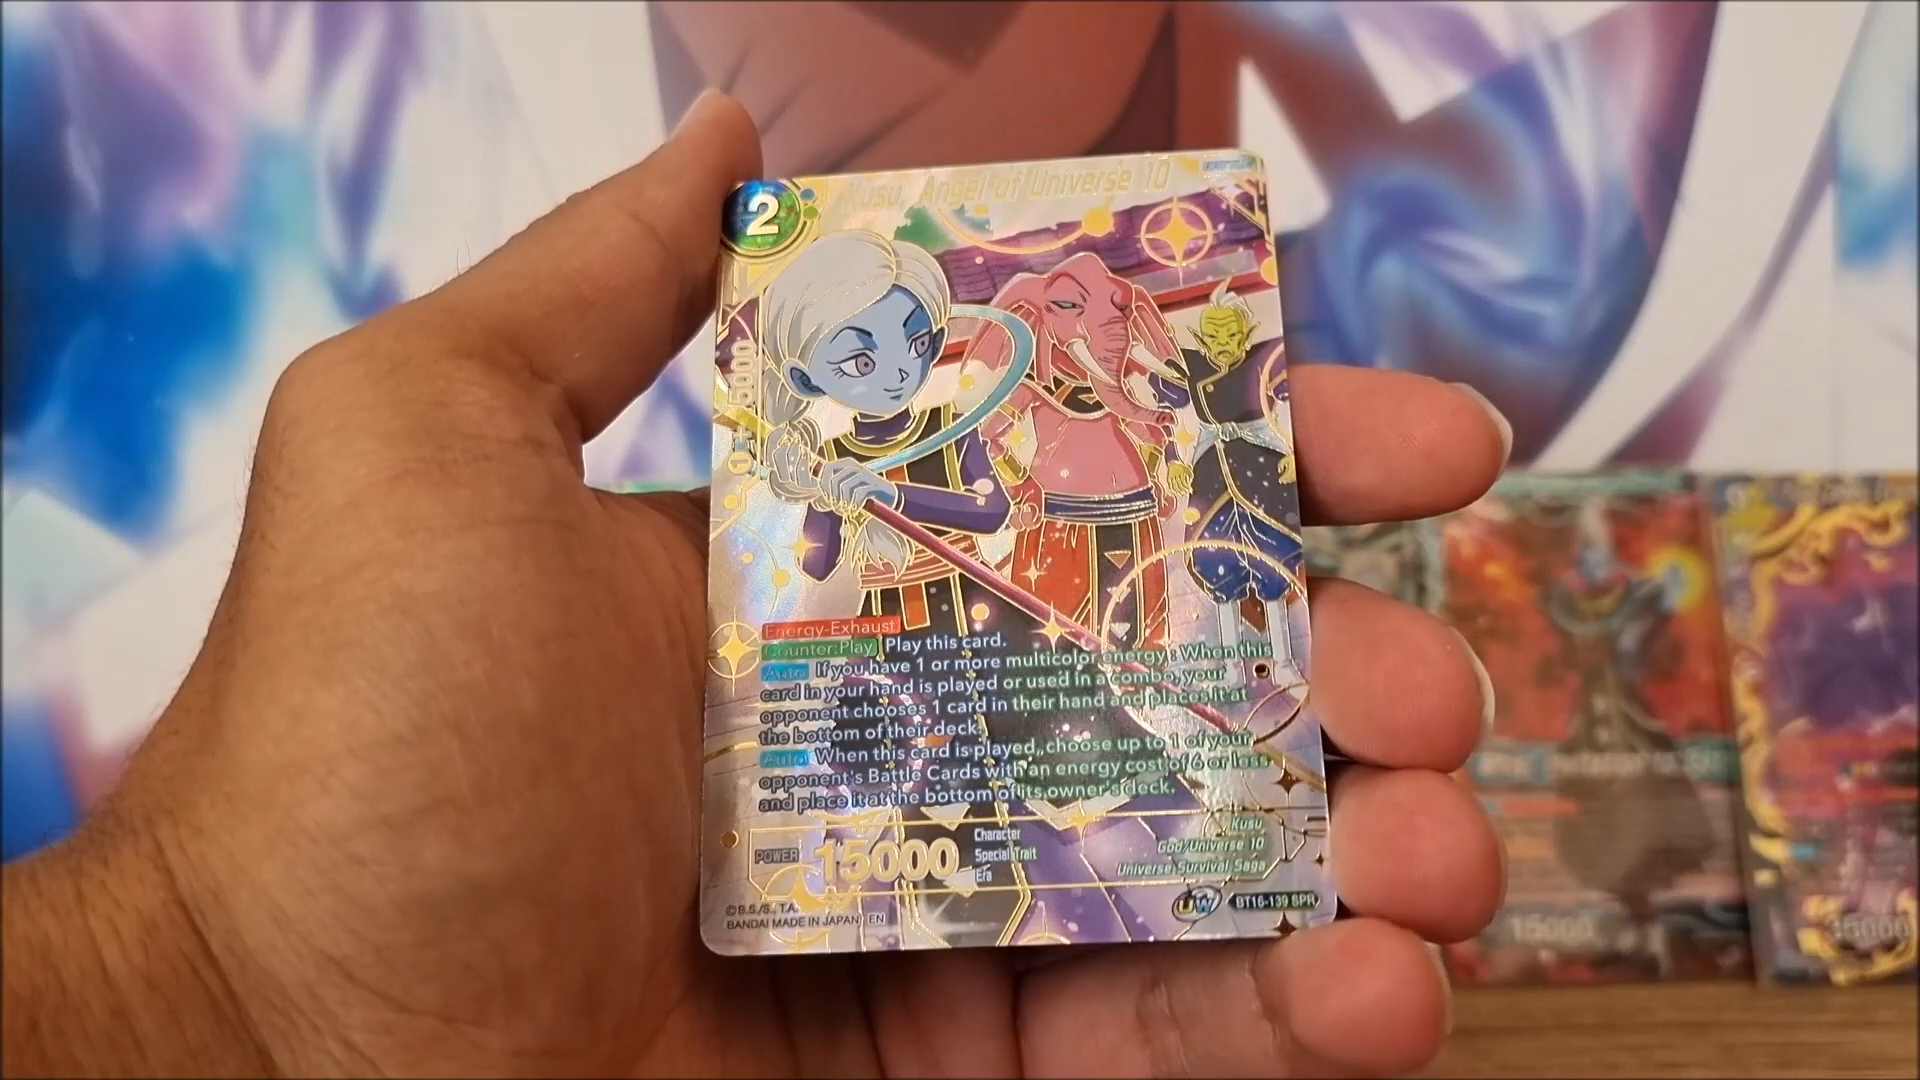 2
Kusu, Angel of Universe 10
5000
Energy-Exhaust
Counter:Play Play this card.
Auto If you have 1 or more multicolor energy : When this
card in your hand is played or used in a combo, your
opponent chooses 1 card in their hand and places it at
the bottom of their deck.
Auto When this card is played, choose up to 1 of your
opponent's Battle Cards with an energy cost of 6 or less
and place it at the bottom of its owner's deck.
POWER 15000
Character Kusu
Special Trait God/Universe 10
Era Universe Survival Saga
©B.S./S., T.A.
BANDAI MADE IN JAPAN EN
UW BT16-139 SPR
15000